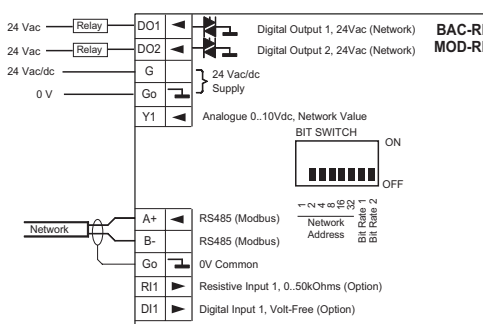 24 Vac Relay DO1 Digital Output 1, 24Vac (Network) BAC-RI
24 Vac Relay DO2 Digital Output 2, 24Vac (Network) MOD-RI
24 Vac/dc G 24 Vac/dc
0 V Go Supply
Y1 Analogue 0..10Vdc, Network Value
BIT SWITCH
ON
OFF
1 2 4 8 16 32 Bit Rate 1 Bit Rate 2
Network
Address
A+ RS485 (Modbus)
Network
B- RS485 (Modbus)
Go 0V Common
RI1 Resistive Input 1, 0..50kOhms (Option)
DI1 Digital Input 1, Volt-Free (Option)